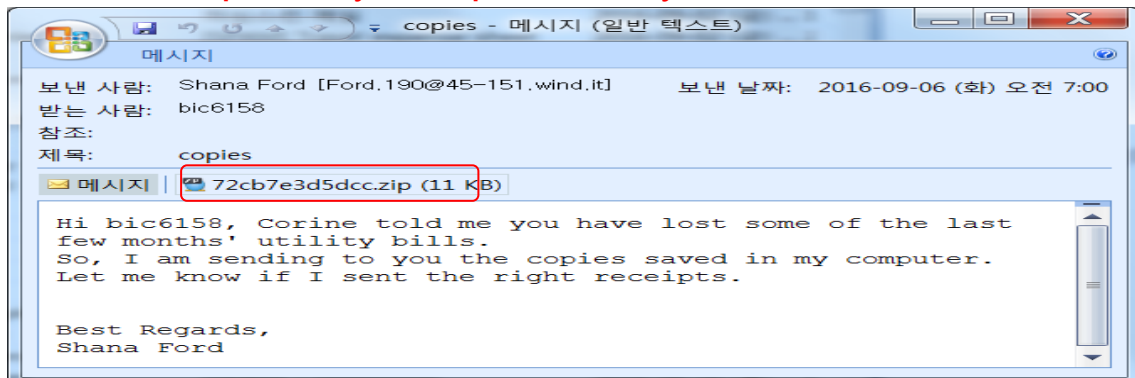 copies - 메시지 (일반 텍스트)
메시지
보낸 사람: Shana Ford [Ford.190@45-151.wind.it] 보낸 날짜: 2016-09-06 (화) 오전 7:00
받는 사람: bic6158
참조:
제목: copies
메시지 72cb7e3d5dcc.zip (11 KB)
Hi bic6158, Corine told me you have lost some of the last
few months' utility bills.
So, I am sending to you the copies saved in my computer.
Let me know if I sent the right receipts.
Best Regards,
Shana Ford